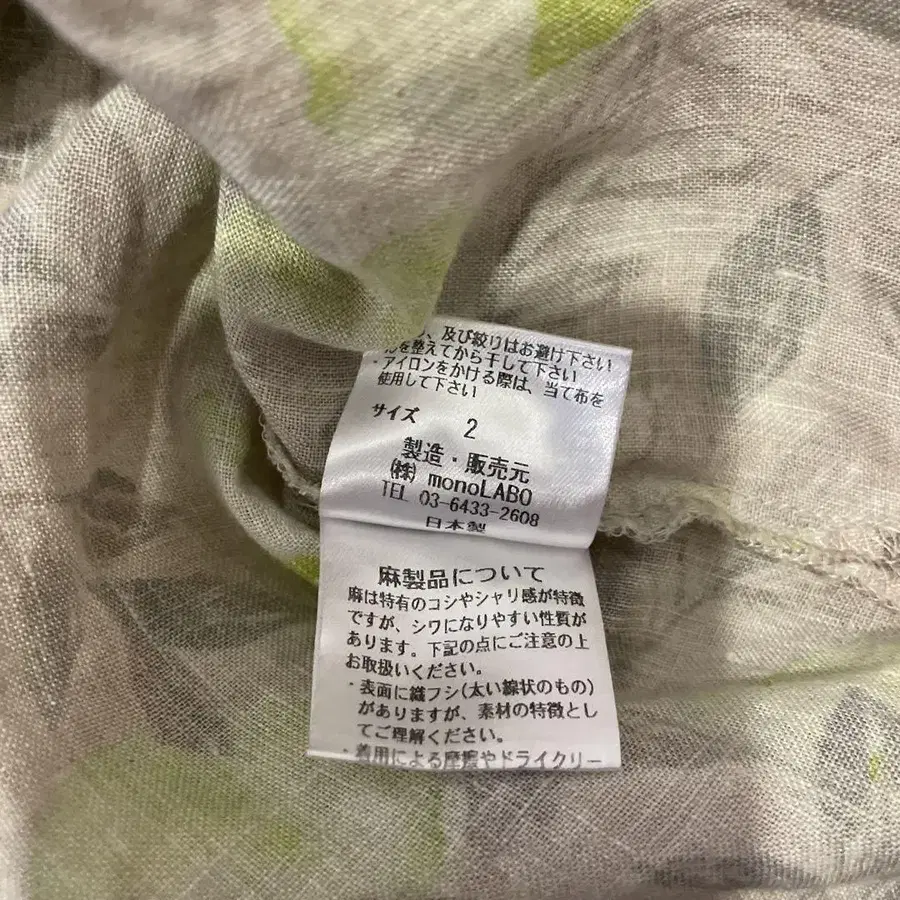 、及び絞りはお避け下さい
を整えてから干して下さい
・アイロンをかける際は、当て布を
使用して下さい
サイズ 2
製造・販売元
㈱ monoLABO
TEL 03-6433-2608
日本製
麻製品について
麻は特有のコシやシャリ感が特徴
ですが、シワになりやすい性質が
あります。下記の点にご注意の上
お取扱いください。
・表面に織フシ(太い線状のもの)
がありますが、素材の特徴とし
てご理解ください。
・着用による摩擦やドライクリー